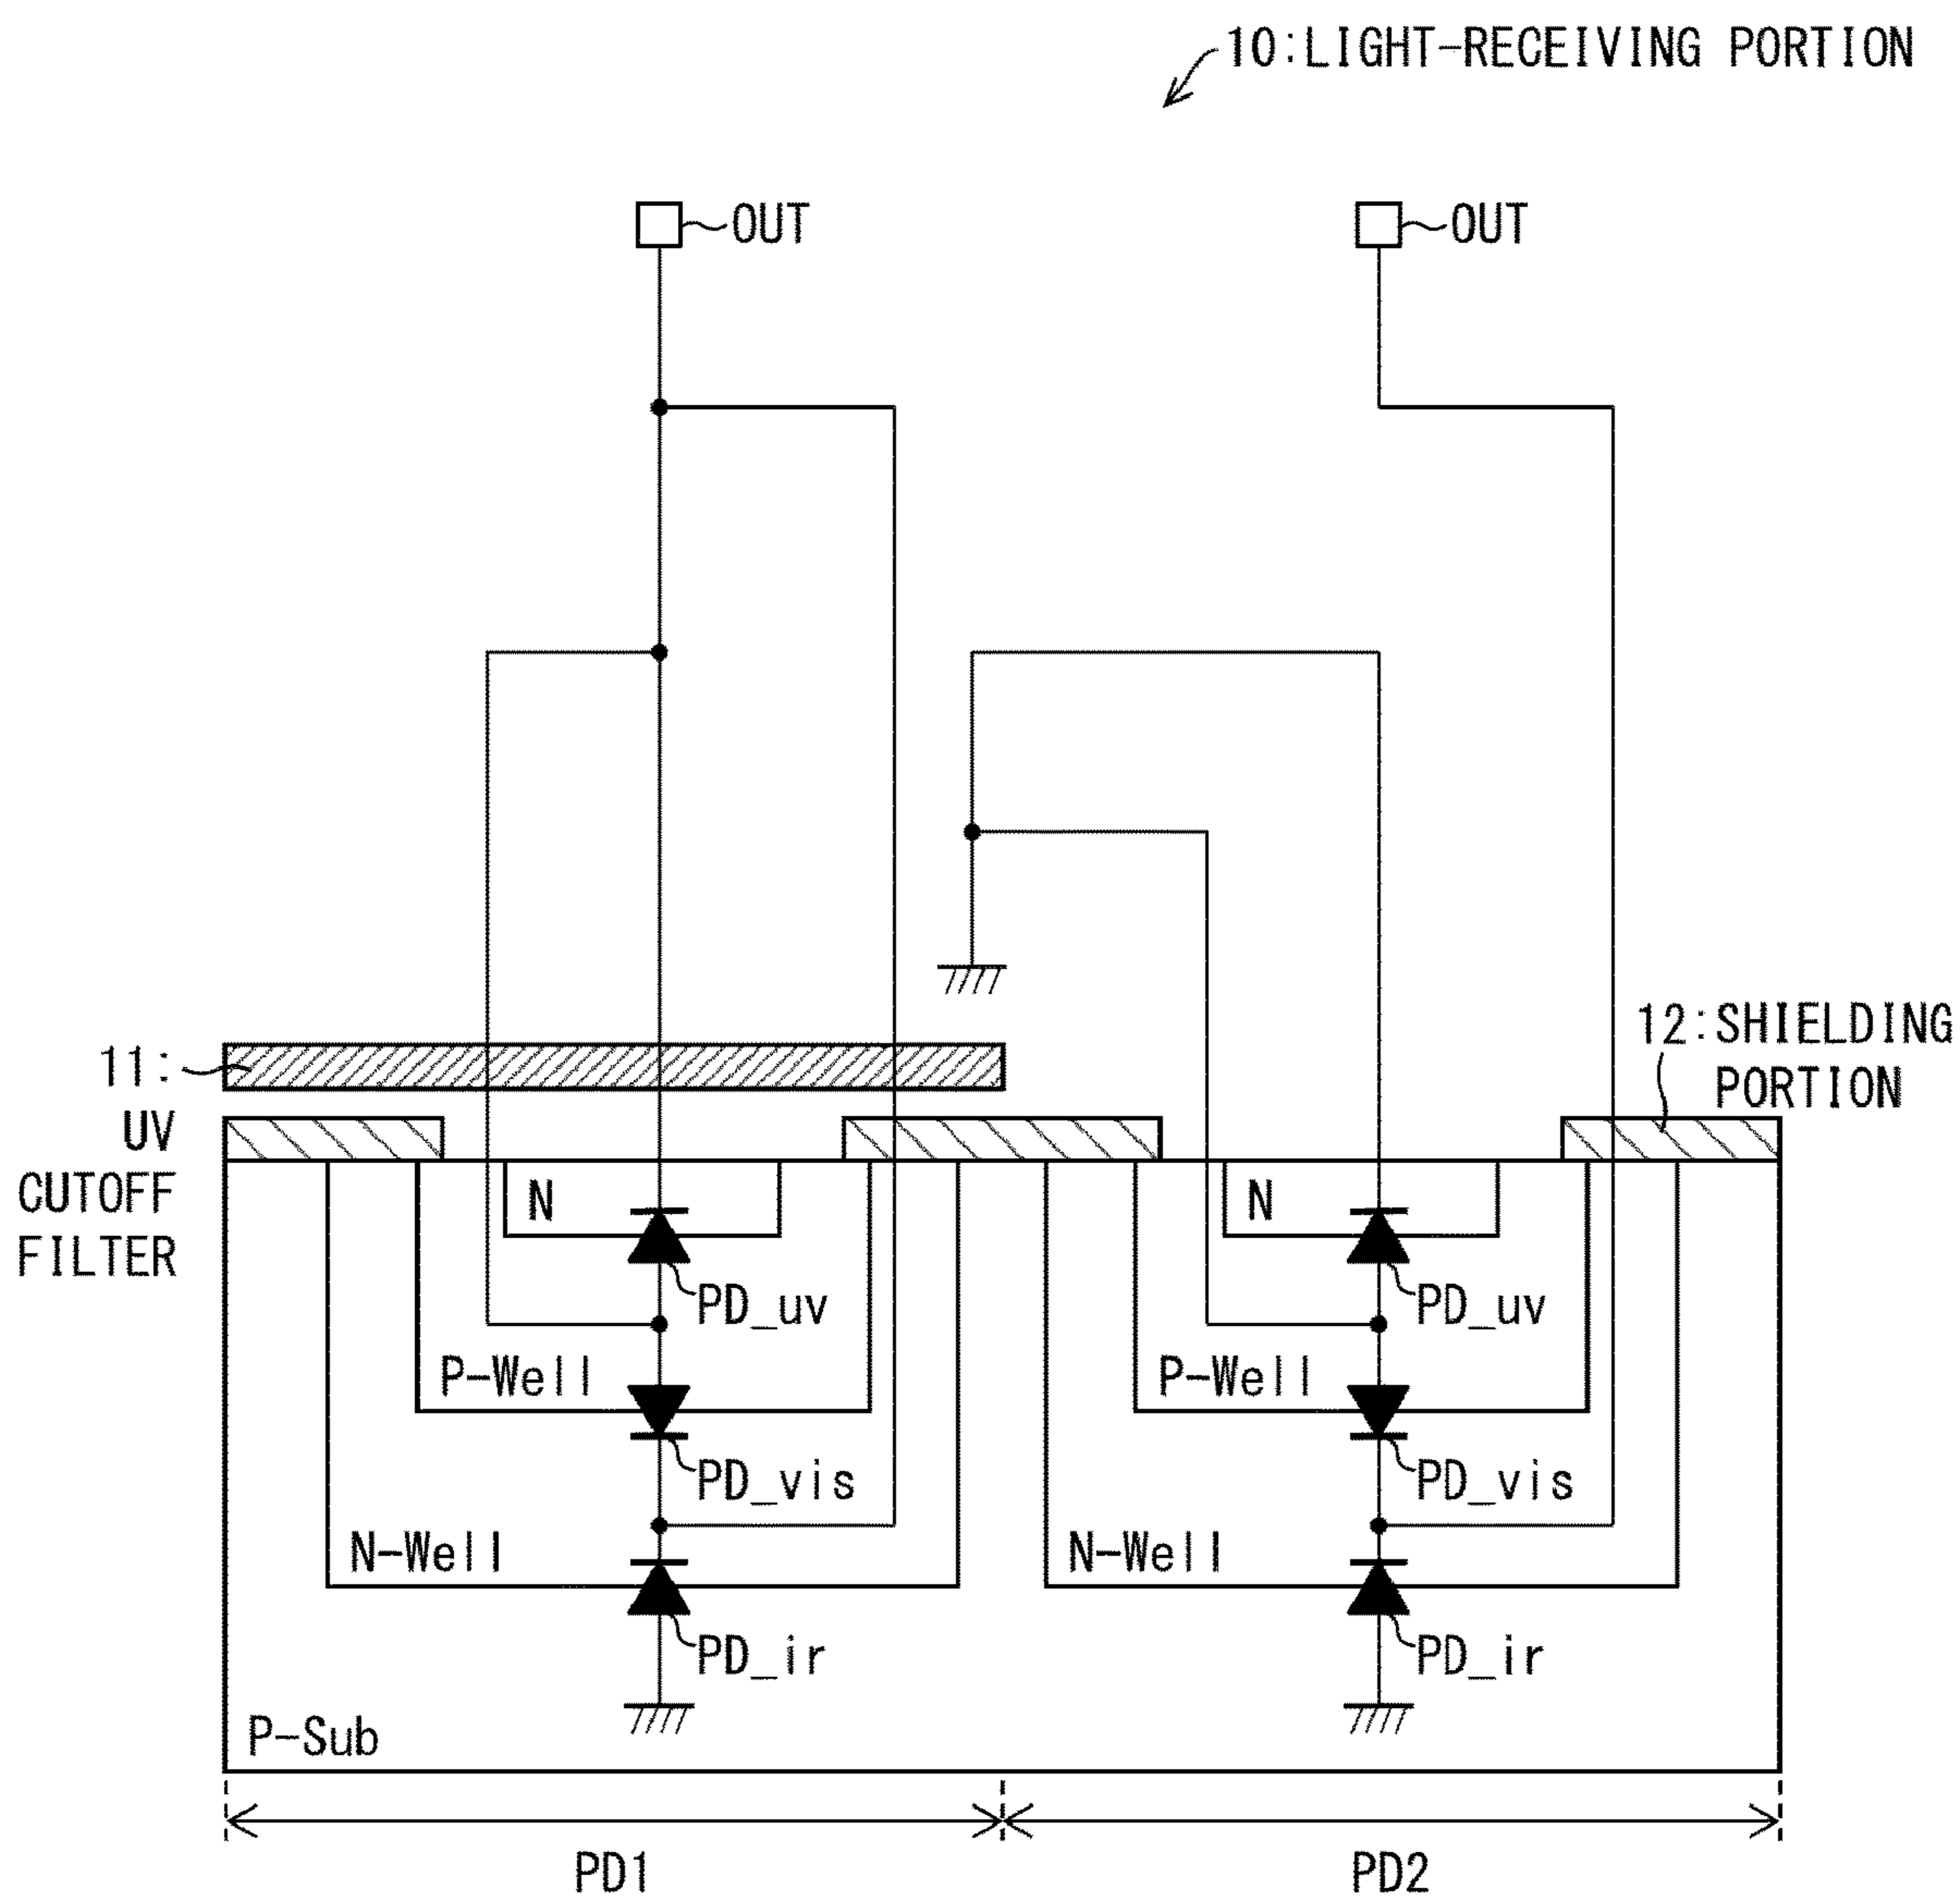 10:LIGHT-RECEIVING PORTION
OUT
OUT
12:SHIELDING
PORTION
11:
UV
CUTOFF
FILTER
N
N
PD_uv
PD_uv
P-Well
P-Well
PD_vis
PD_vis
N-Well
N-Well
PD_ir
PD_ir
P-Sub
PD1
PD2